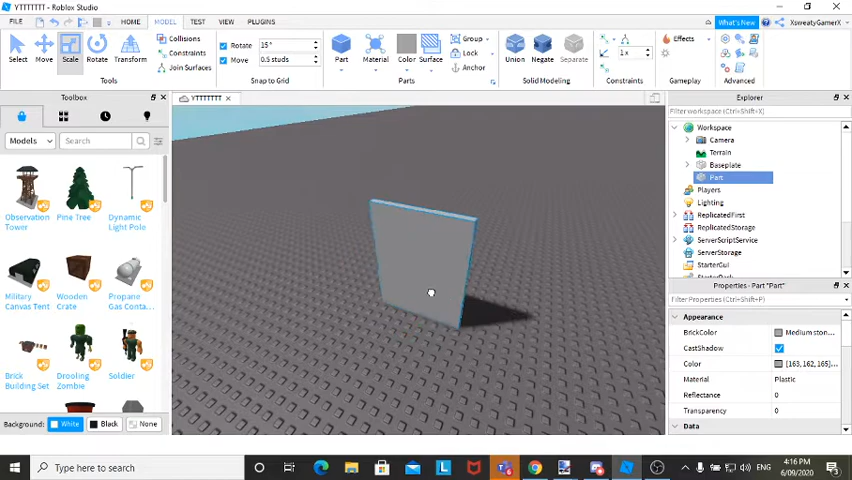 YTTTTTTT - Roblox Studio
FILE HOME MODEL TEST VIEW PLUGINS What's New XsweatyGamerX
Select Move Scale Rotate Transform
Collisions
Constraints
Join Surfaces
Tools
Rotate 15°
Move 0.5 studs
Snap to Grid
Part Material Color Surface
Group
Lock
Anchor
Parts
Union Negate Separate
Solid Modeling
1x
Constraints
Effects
Gameplay
Advanced
Toolbox
YTTTTTTT
Explorer
Filter workspace (Ctrl+Shift+X)
Models Search
Workspace
Camera
Terrain
Baseplate
Part
Players
Lighting
ReplicatedFirst
ReplicatedStorage
ServerScriptService
ServerStorage
StarterGui
Observation Tower
Pine Tree
Dynamic Light Pole
Military Canvas Tent
Wooden Crate
Propane Gas Conta...
Brick Building Set
Drooling Zombie
Soldier
Properties - Part "Part"
Filter Properties (Ctrl+Shift+P)
Appearance
BrickColor Medium ston...
CastShadow
Color [163, 162, 165]...
Material Plastic
Reflectance 0
Transparency 0
Data
Background: White Black None
Type here to search
ENG
4:16 PM
6/09/2020